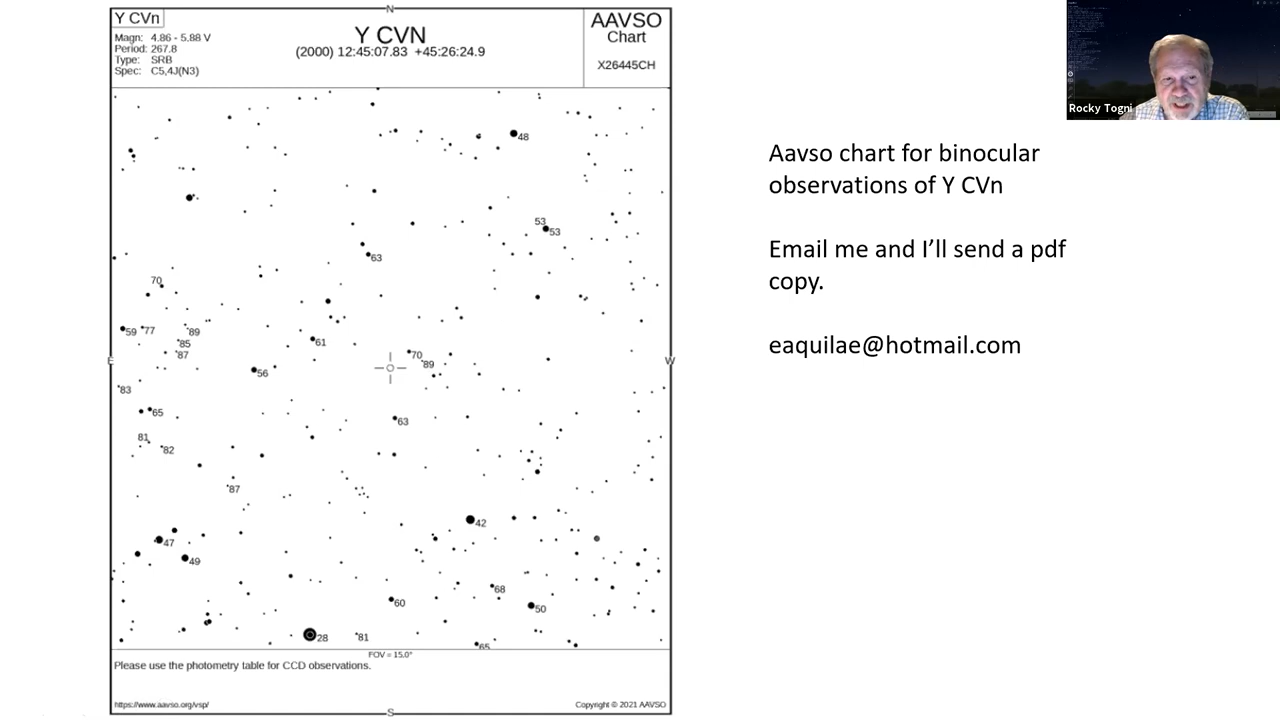 N
Y CVn
Magn: 4.86 - 5.88 V
Period: 267.8
Type: SRB
Spec: C5,4J(N3)
Y CVN
(2000) 12:45:07.83 +45:26:24.9
AAVSO
Chart
X26445CH
Rocky Togni
Aavso chart for binocular
observations of Y CVn
Email me and I’ll send a pdf
copy.
eaquilae@hotmail.com
48
53
53
63
70
59
77
89
85
87
61
70
89
E
W
56
83
65
63
81
82
87
42
47
49
68
60
50
28
81
65
FOV = 15.0°
Please use the photometry table for CCD observations.
https://www.aavso.org/vsp/
Copyright © 2021 AAVSO
S